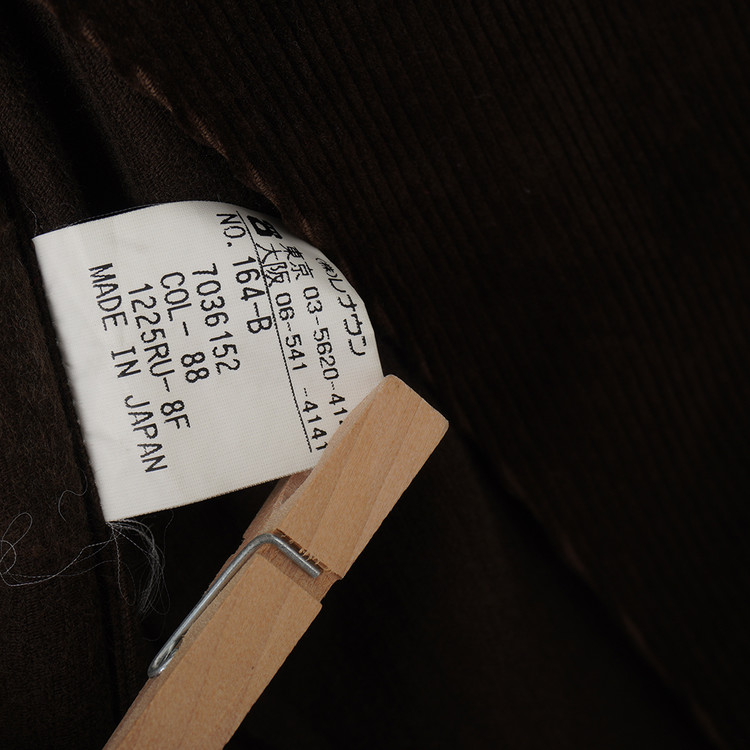 (株)レナウン
東京 03-5620-41
大阪 06-541 -4141
NO. 164-B
7036152
COL- 88
1225RU-8F
MADE IN JAPAN